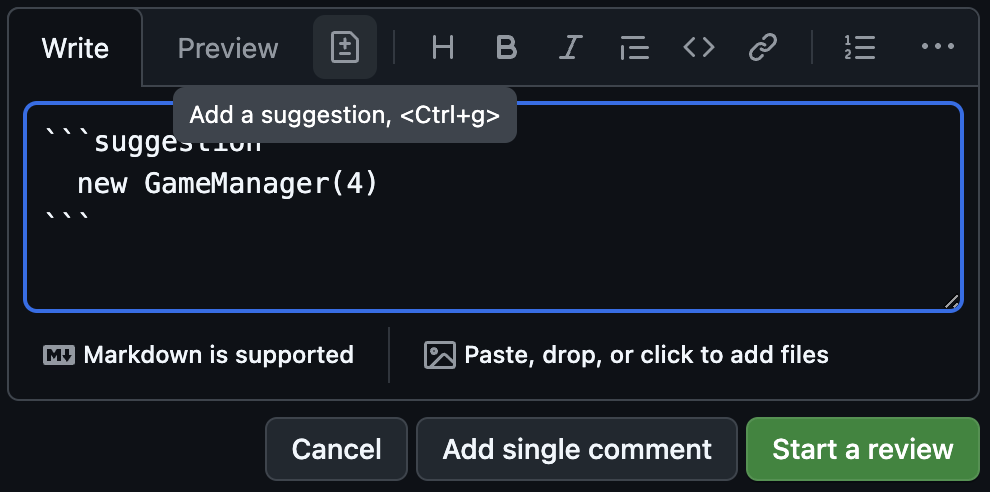 Write Preview H B I <>
Add a suggestion, <Ctrl+g>
```suggestion
new GameManager(4)
```
M↓ Markdown is supported
Paste, drop, or click to add files
Cancel Add single comment Start a review